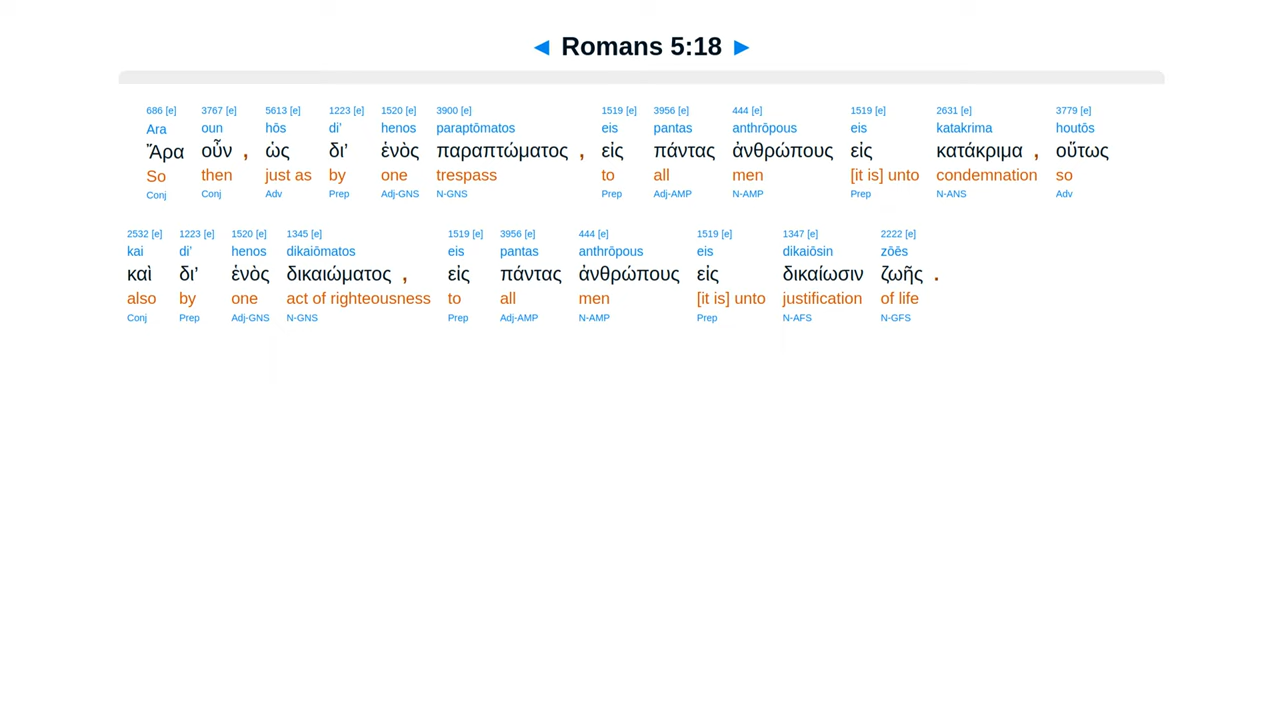 ◄ Romans 5:18 ►
686 [e] 3767 [e] 5613 [e] 1223 [e] 1520 [e] 3900 [e] 1519 [e] 3956 [e] 444 [e] 1519 [e] 2631 [e] 3779 [e]
Ara oun hōs di’ henos paraptōmatos eis pantas anthrōpous eis katakrima houtōs
Ἄρα οὖν , ὡς δι’ ἑνὸς παραπτώματος , εἰς πάντας ἀνθρώπους εἰς κατάκριμα , οὕτως
So then just as by one trespass to all men [it is] unto condemnation so
Conj Conj Adv Prep Adj-GNS N-GNS Prep Adj-AMP N-AMP Prep N-ANS Adv
2532 [e] 1223 [e] 1520 [e] 1345 [e] 1519 [e] 3956 [e] 444 [e] 1519 [e] 1347 [e] 2222 [e]
kai di’ henos dikaiōmatos eis pantas anthrōpous eis dikaiōsin zōēs
καὶ δι’ ἑνὸς δικαιώματος , εἰς πάντας ἀνθρώπους εἰς δικαίωσιν ζωῆς .
also by one act of righteousness to all men [it is] unto justification of life
Conj Prep Adj-GNS N-GNS Prep Adj-AMP N-AMP Prep N-AFS N-GFS